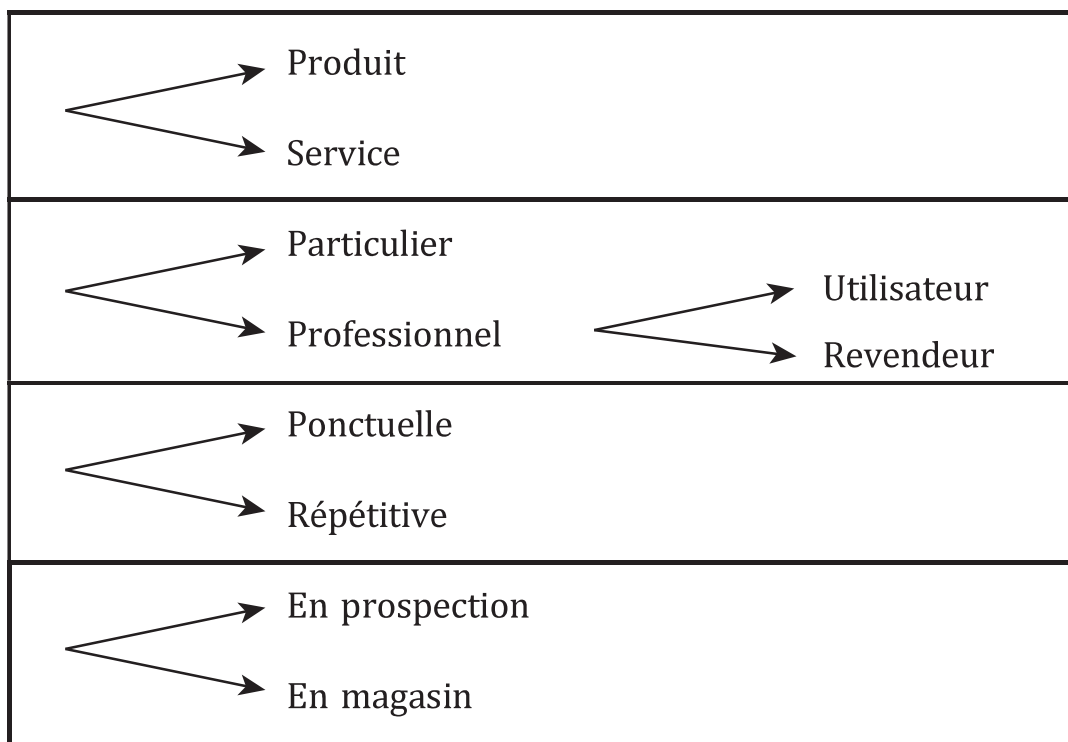 Produit
Service
Particulier
Professionnel
Utilisateur
Revendeur
Ponctuelle
Répétitive
En prospection
En magasin